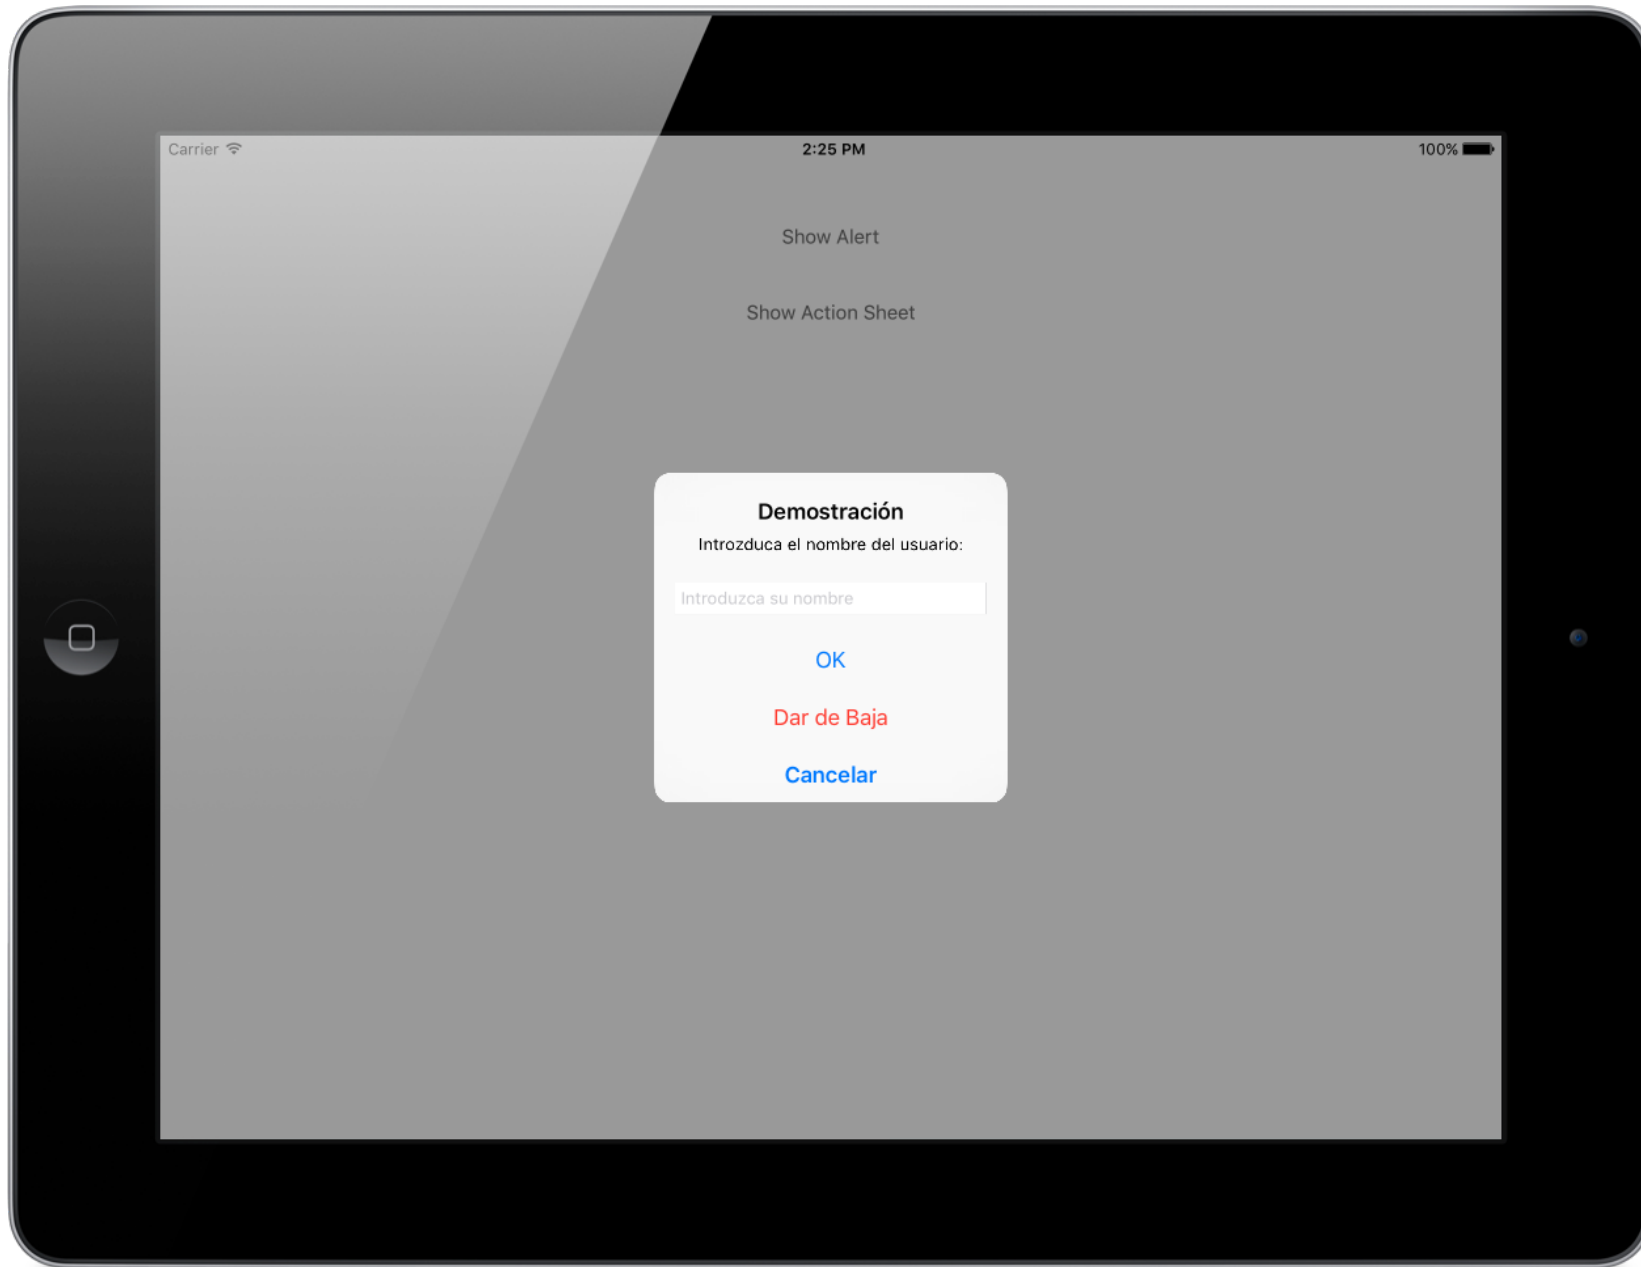 Carrier
2:25 PM
100%
Show Alert
Show Action Sheet
Demostración
Introzduca el nombre del usuario:
Introduzca su nombre
OK
Dar de Baja
Cancelar